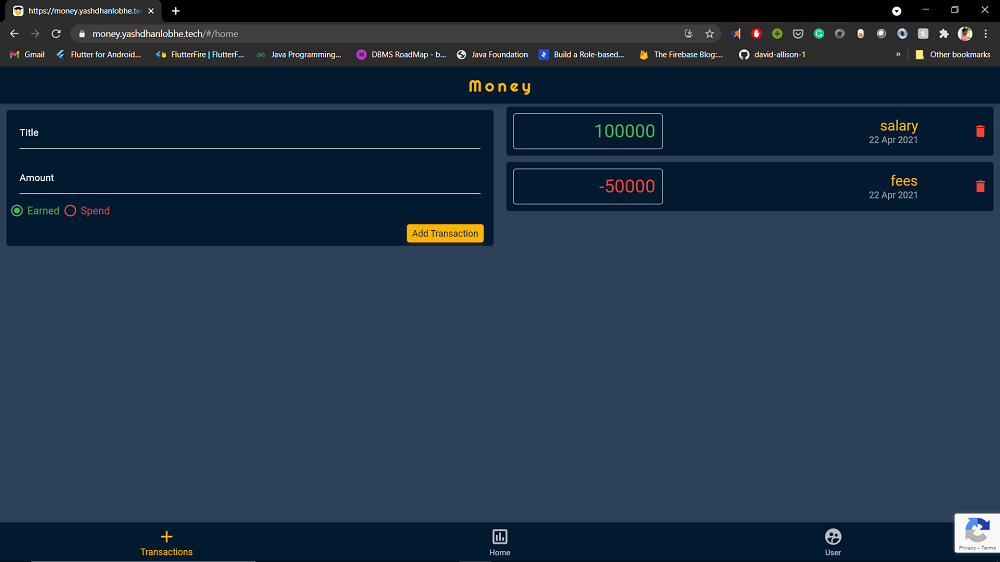 https://money.yashdhanlobhe.te
money.yashdhanlobhe.tech/#/home
Gmail
Flutter for Android...
FlutterFire | FlutterF...
Java Programming...
DBMS RoadMap - b...
Java Foundation
Build a Role-based...
The Firebase Blog:...
david-allison-1
»
Other bookmarks
Money
Title
Amount
Earned
Spend
Add Transaction
100000
salary
22 Apr 2021
-50000
fees
22 Apr 2021
Transactions
Home
User
Privacy - Terms